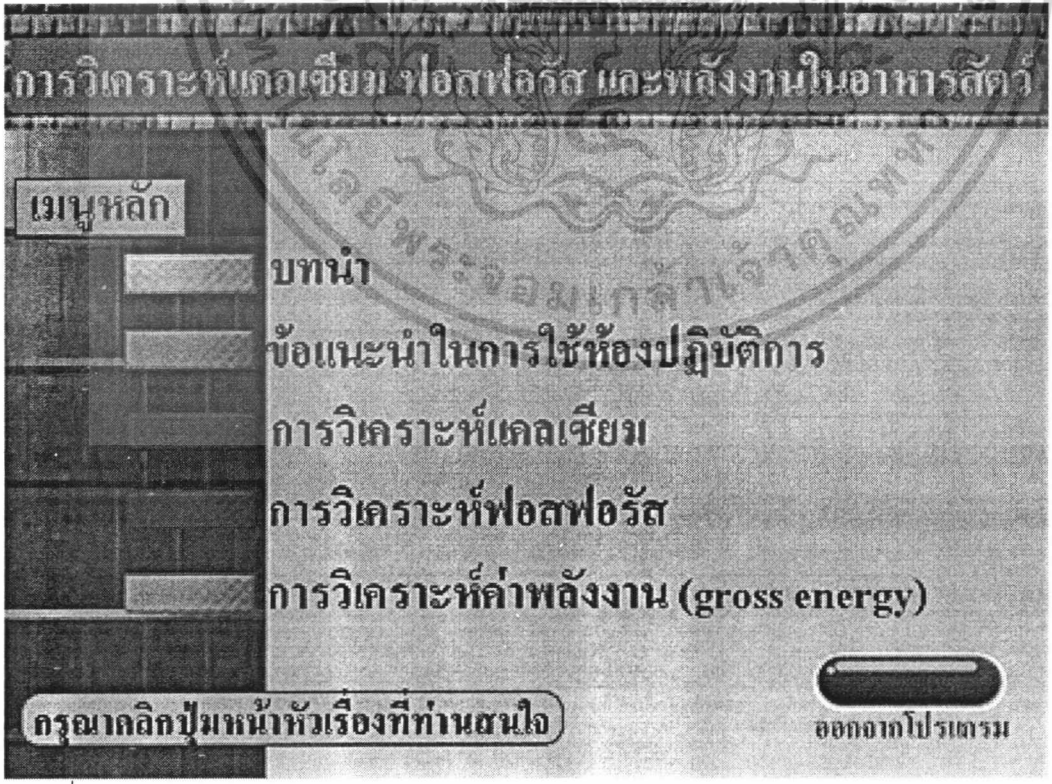 การวิเคราะห์แคลเซียม ฟอสฟอรัส และพลังงานในอาหารสัตว์
เมนูหลัก
บทนำ
ข้อแนะนำในการใช้ห้องปฏิบัติการ
การวิเคราะห์แคลเซียม
การวิเคราะห์ฟอสฟอรัส
การวิเคราะห์ค่าพลังงาน (gross energy)
กรุณาคลิกปุ่มหน้าหัวเรื่องที่ท่านสนใจ
ออกจากโปรแกรม